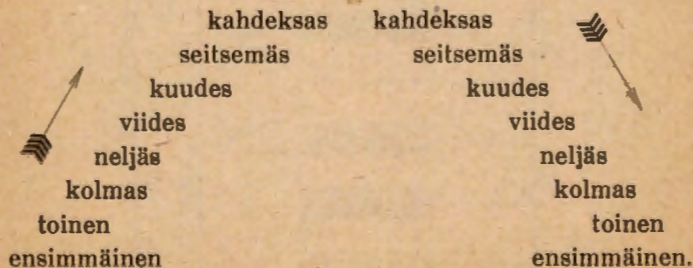 kahdeksas kahdeksas
seitsemäs seitsemäs
kuudes kuudes
viides viides
neljäs neljäs
kolmas kolmas
toinen toinen
ensimmäinen ensimmäinen.